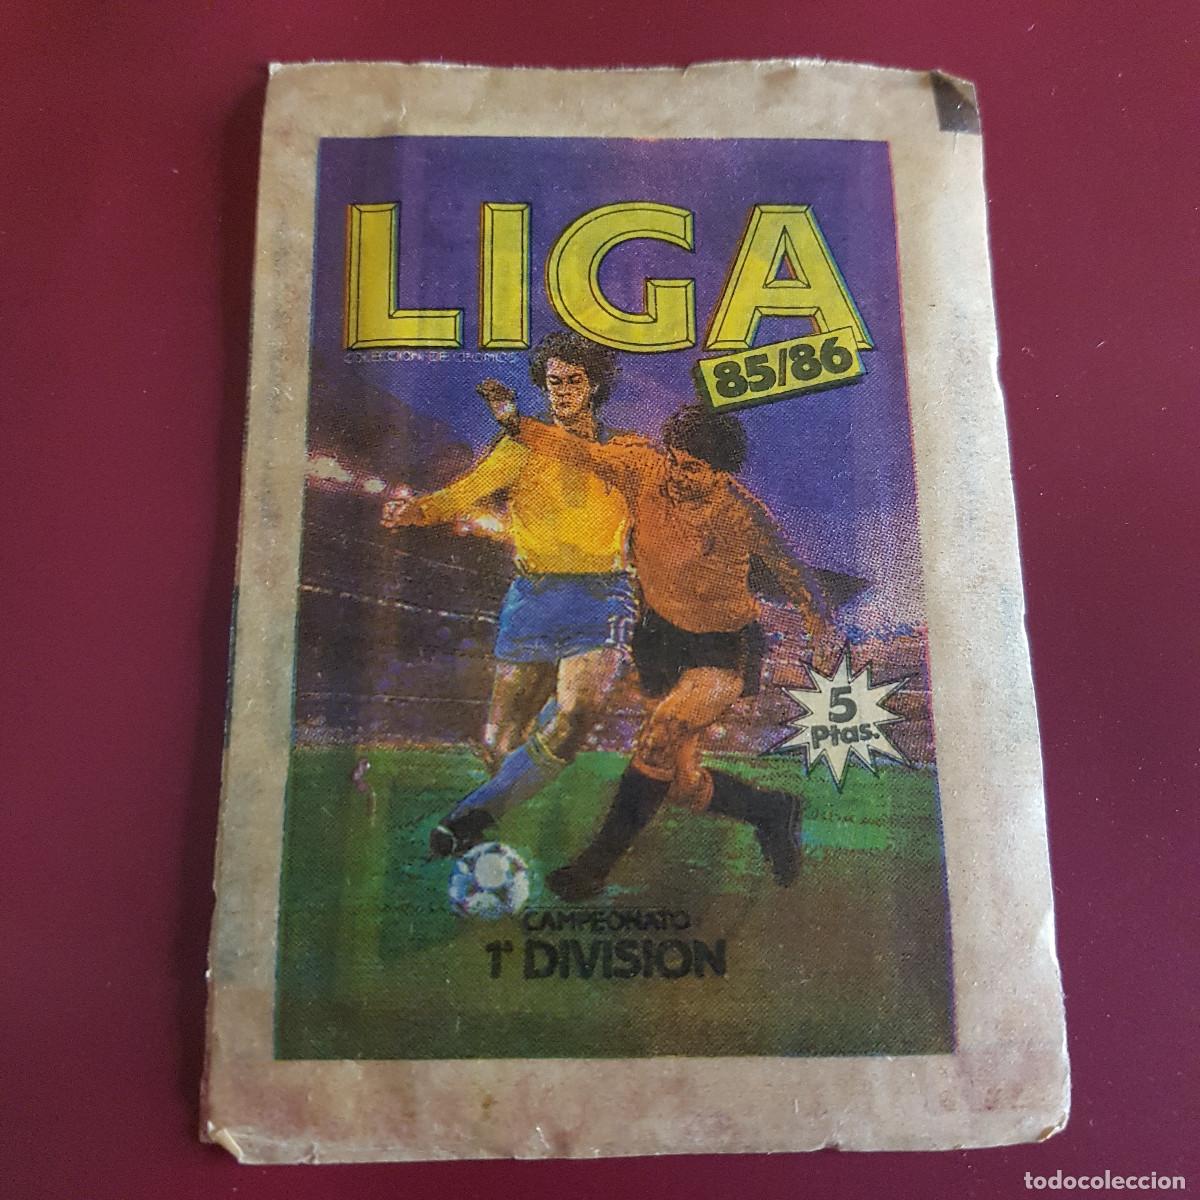 LIGA
COLECCION DE CROMOS
85/86
5
Ptas.
CAMPEONATO
1ª DIVISION
todocoleccion